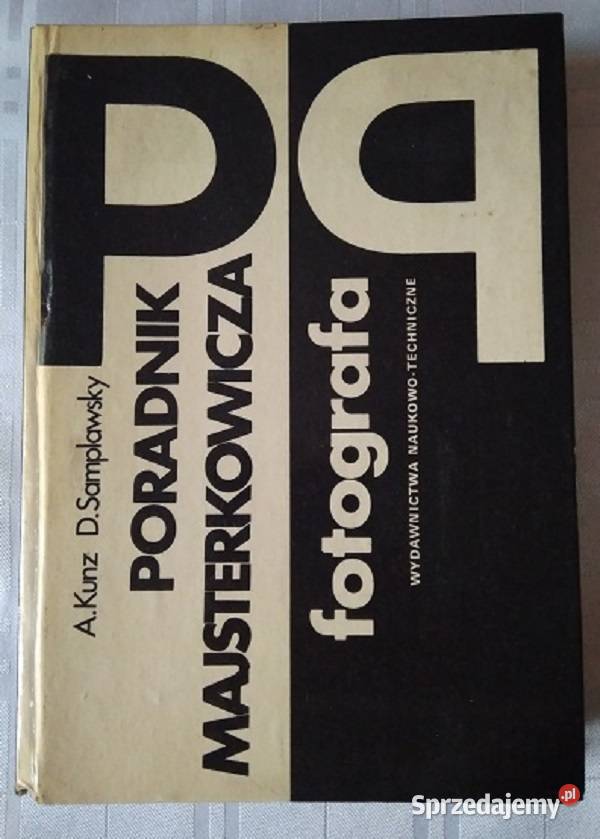 A.Kunz D.Samplawsky
PORADNIK
MAJSTERKOWICZA
fotografa
WYDAWNICTWA NAUKOWO-TECHNICZNE
Sprzedajemy.pl